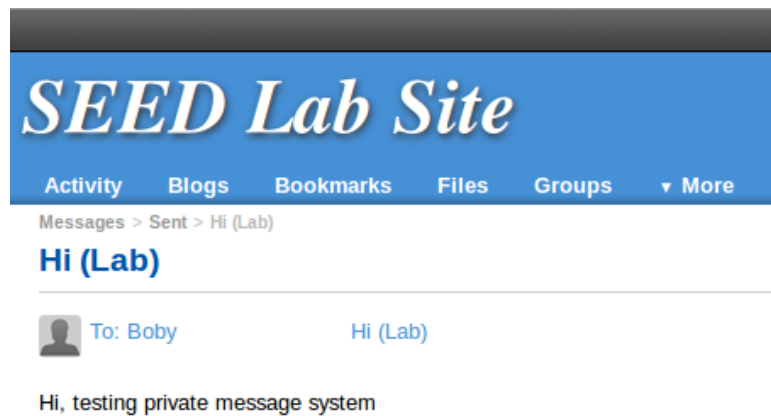 SEED Lab Site
Activity Blogs Bookmarks Files Groups ▼ More
Messages > Sent > Hi (Lab)
Hi (Lab)
To: Boby Hi (Lab)
Hi, testing private message system